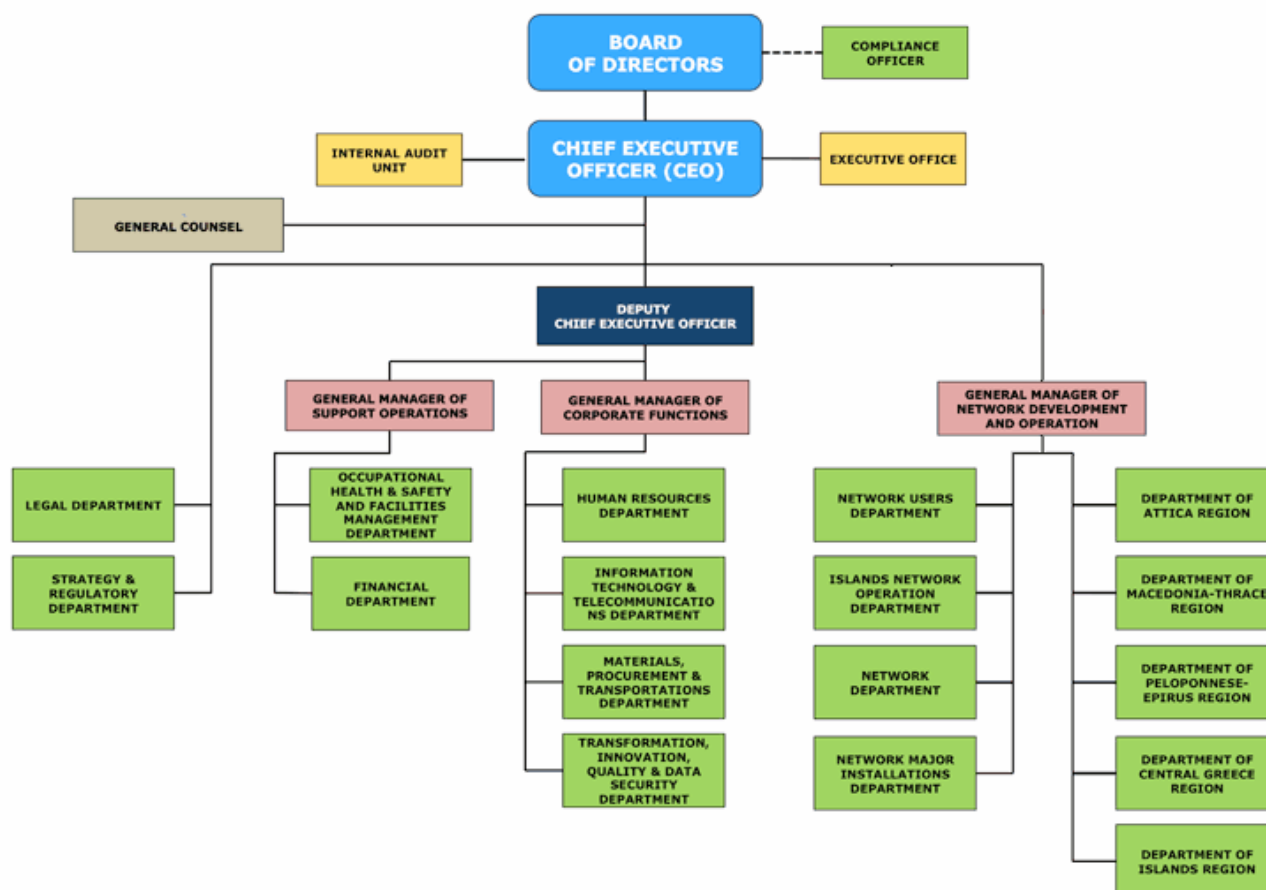 BOARD
OF DIRECTORS
COMPLIANCE
OFFICER
INTERNAL AUDIT
UNIT
CHIEF EXECUTIVE
OFFICER (CEO)
EXECUTIVE OFFICE
GENERAL COUNSEL
DEPUTY
CHIEF EXECUTIVE OFFICER
GENERAL MANAGER OF
SUPPORT OPERATIONS
GENERAL MANAGER OF
CORPORATE FUNCTIONS
GENERAL MANAGER OF
NETWORK DEVELOPMENT
AND OPERATION
LEGAL DEPARTMENT
STRATEGY &
REGULATORY
DEPARTMENT
OCCUPATIONAL
HEALTH & SAFETY
AND FACILITIES
MANAGEMENT
DEPARTMENT
FINANCIAL
DEPARTMENT
HUMAN RESOURCES
DEPARTMENT
INFORMATION
TECHNOLOGY &
TELECOMMUNICATIO
NS DEPARTMENT
MATERIALS,
PROCUREMENT &
TRANSPORTATIONS
DEPARTMENT
TRANSFORMATION,
INNOVATION,
QUALITY & DATA
SECURITY
DEPARTMENT
NETWORK USERS
DEPARTMENT
ISLANDS NETWORK
OPERATION
DEPARTMENT
NETWORK
DEPARTMENT
NETWORK MAJOR
INSTALLATIONS
DEPARTMENT
DEPARTMENT OF
ATTICA REGION
DEPARTMENT OF
MACEDONIA-THRACE
REGION
DEPARTMENT OF
PELOPONNESE-
EPIRUS REGION
DEPARTMENT OF
CENTRAL GREECE
REGION
DEPARTMENT OF
ISLANDS REGION